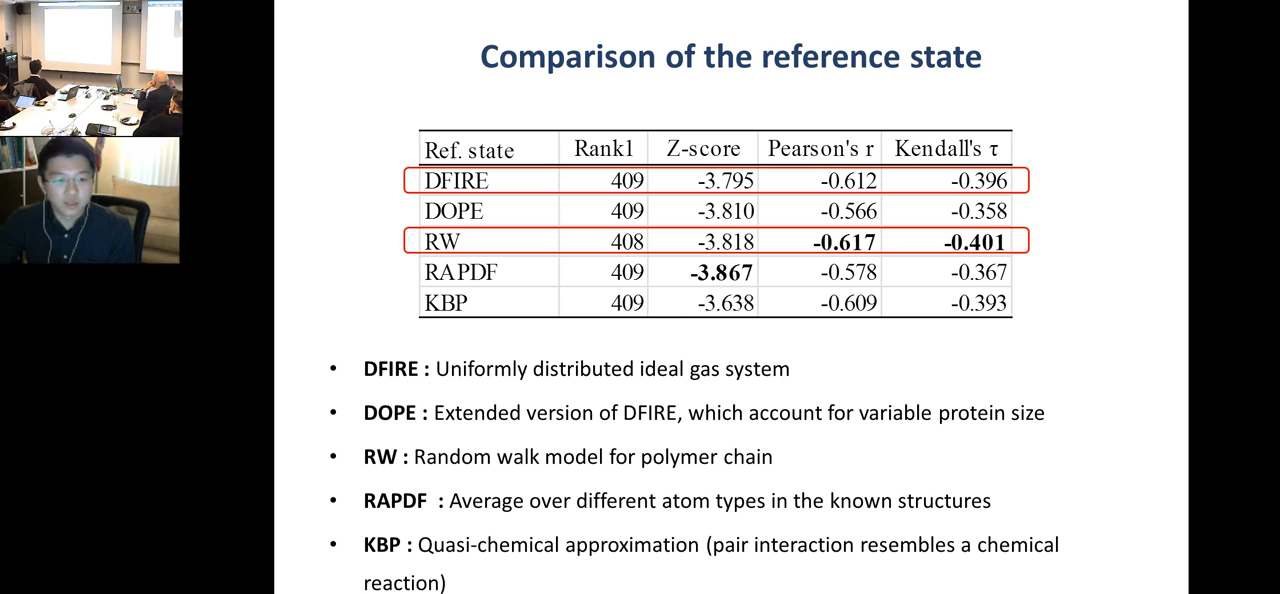 Comparison of the reference state
Ref. state Rank1 Z-score Pearson's r Kendall's τ
DFIRE 409 -3.795 -0.612 -0.396
DOPE 409 -3.810 -0.566 -0.358
RW 408 -3.818 -0.617 -0.401
RAPDF 409 -3.867 -0.578 -0.367
KBP 409 -3.638 -0.609 -0.393
• DFIRE : Uniformly distributed ideal gas system
• DOPE : Extended version of DFIRE, which account for variable protein size
• RW : Random walk model for polymer chain
• RAPDF : Average over different atom types in the known structures
• KBP : Quasi-chemical approximation (pair interaction resembles a chemical
reaction)